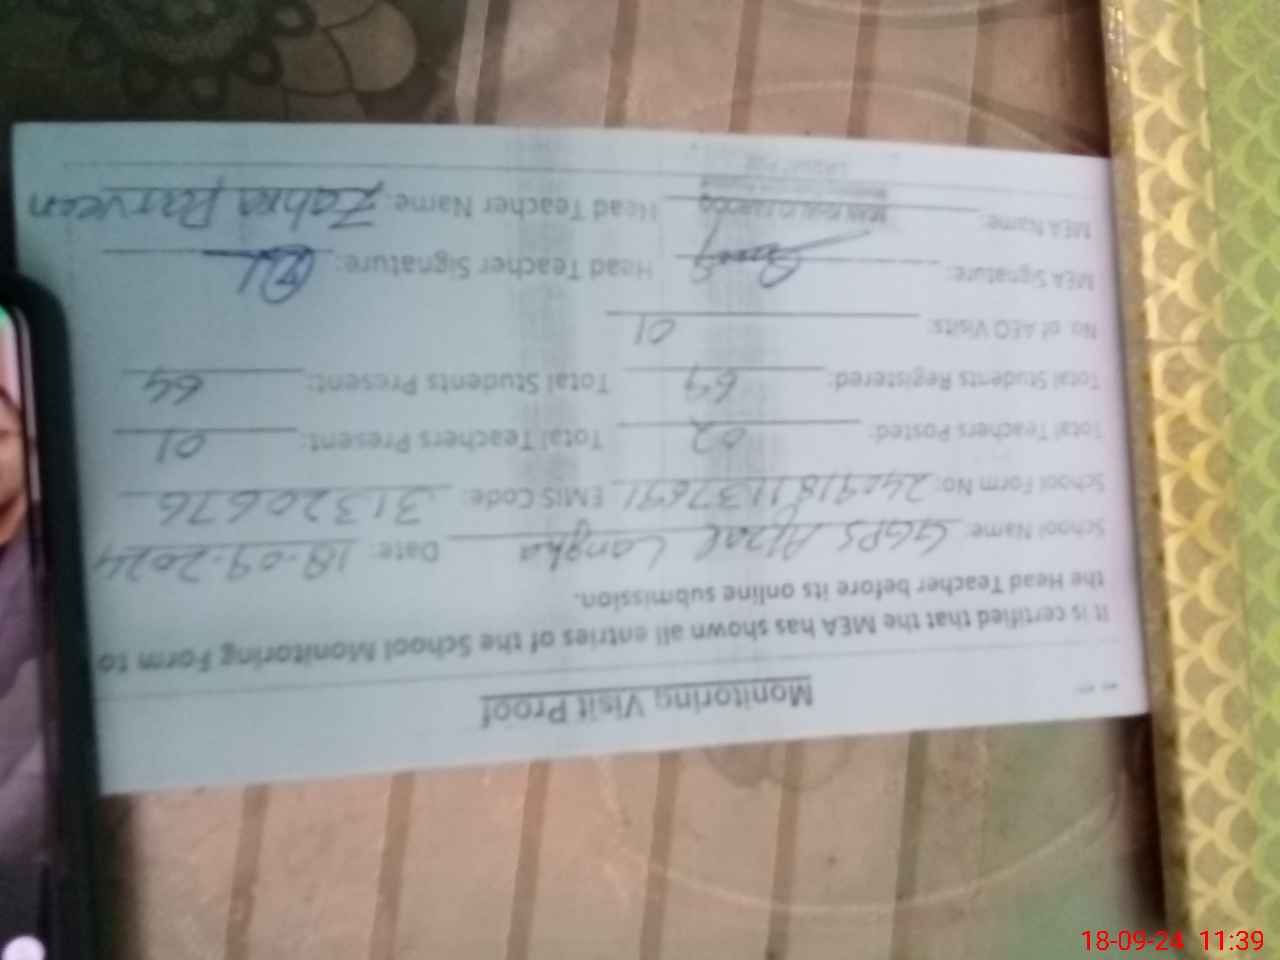 Monitoring Visit Proof
It is certified that the MEA has shown all entries of the School Monitoring Form to
the Head Teacher before its online submission.
School Name: GGPS Afzal Langha Date: 18-09-2024
School Form No: EMIS Code: 31320676
Total Teachers Posted: 02 Total Teachers Present: 01
Total Students Registered: 69 Total Students Present: 64
No. of AEO Visits: 01
MEA Signature: Head Teacher Signature:
MEA Name: Head Teacher Name: Zahra Parveen
18-09-24 11:39